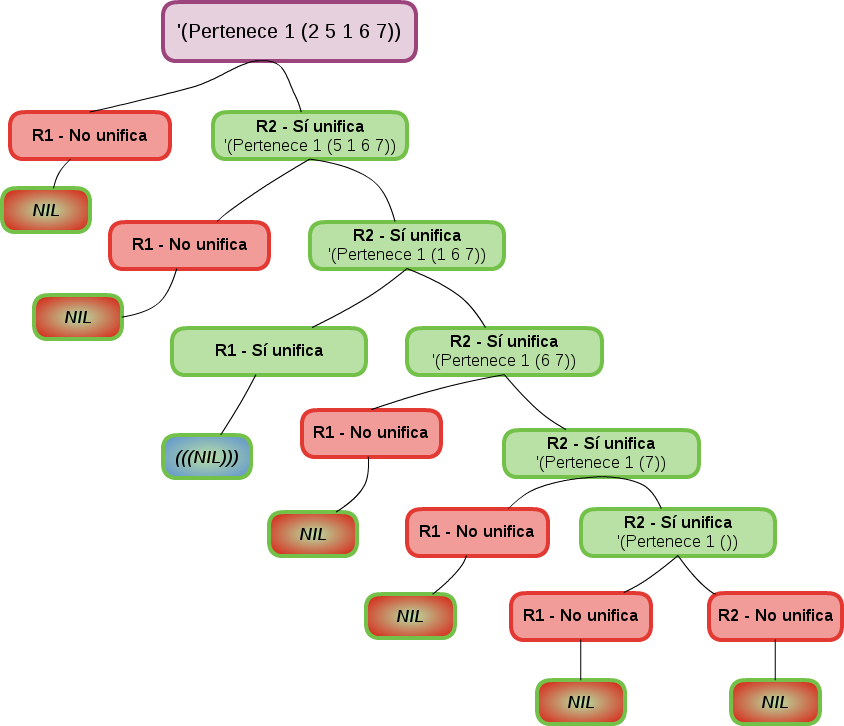 '(Pertenece 1 (2 5 1 6 7))
R1 - No unifica
R2 - Sí unifica
'(Pertenece 1 (5 1 6 7))
NIL
R1 - No unifica
R2 - Sí unifica
'(Pertenece 1 (1 6 7))
NIL
R1 - Sí unifica
R2 - Sí unifica
'(Pertenece 1 (6 7))
(((NIL)))
R1 - No unifica
R2 - Sí unifica
'(Pertenece 1 (7))
NIL
R1 - No unifica
R2 - Sí unifica
'(Pertenece 1 ())
NIL
R1 - No unifica
R2 - No unifica
NIL
NIL